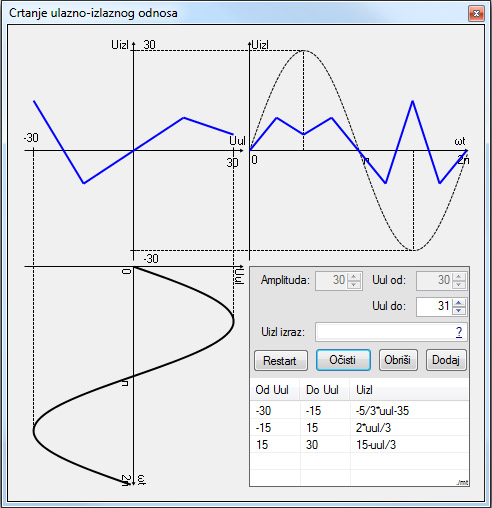 Crtanje ulazno-izlaznog odnosa
Uizl 30 Uizl
-30 Uul ωt
30 0 π 2π
-30
0 Uul
Amplituda: 30 Uul od: 30
Uul do: 31
Uizl izraz: ?
Restart Očisti Obriši Dodaj
π
Od Uul Do Uul Uizl
-30 -15 -5/3*uul-35
-15 15 2*uul/3
15 30 15-uul/3
2π ωt
./mt